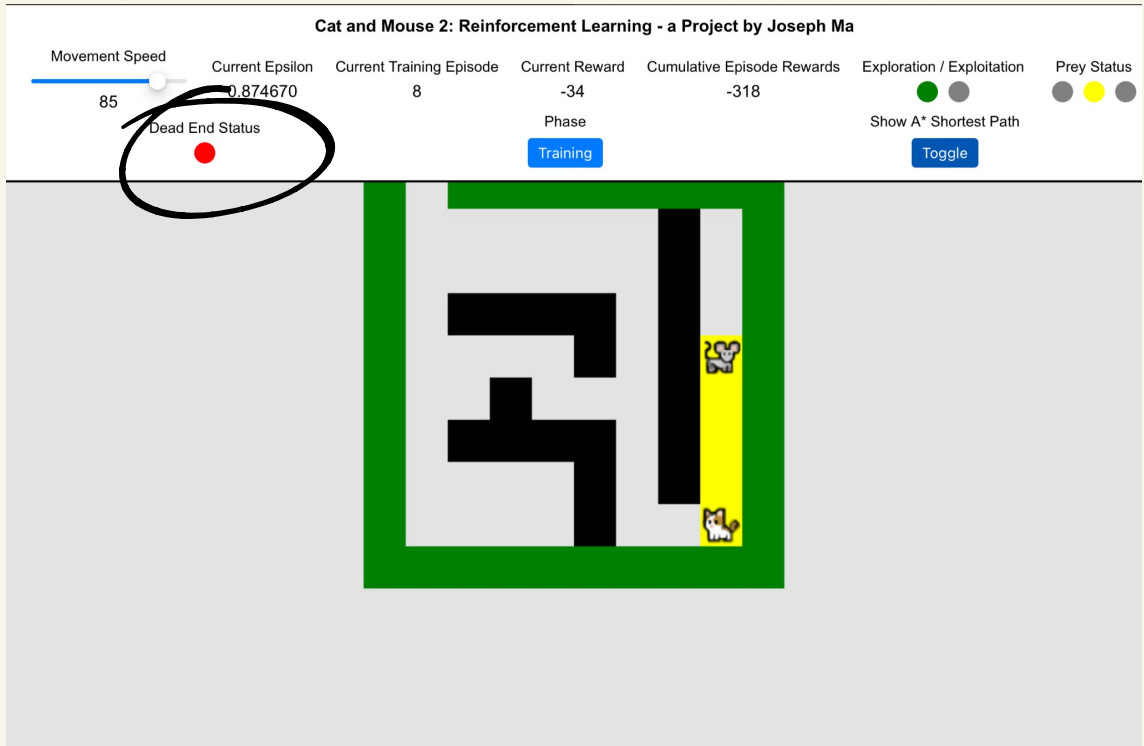 Cat and Mouse 2: Reinforcement Learning - a Project by Joseph Ma
Movement Speed
85
Current Epsilon
0.874670
Current Training Episode
8
Current Reward
-34
Cumulative Episode Rewards
-318
Exploration / Exploitation
Prey Status
Dead End Status
Phase
Training
Show A* Shortest Path
Toggle